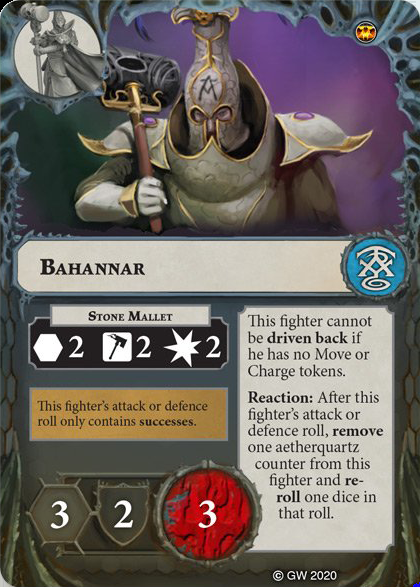 BAHANNAR
STONE MALLET
2 2 2
This fighter's attack or defence
roll only contains successes.
This fighter cannot
be driven back if
he has no Move or
Charge tokens.
Reaction: After this
fighter's attack or
defence roll, remove
one aetherquartz
counter from this
fighter and re-
roll one dice in
that roll.
3 2 3
© GW 2020